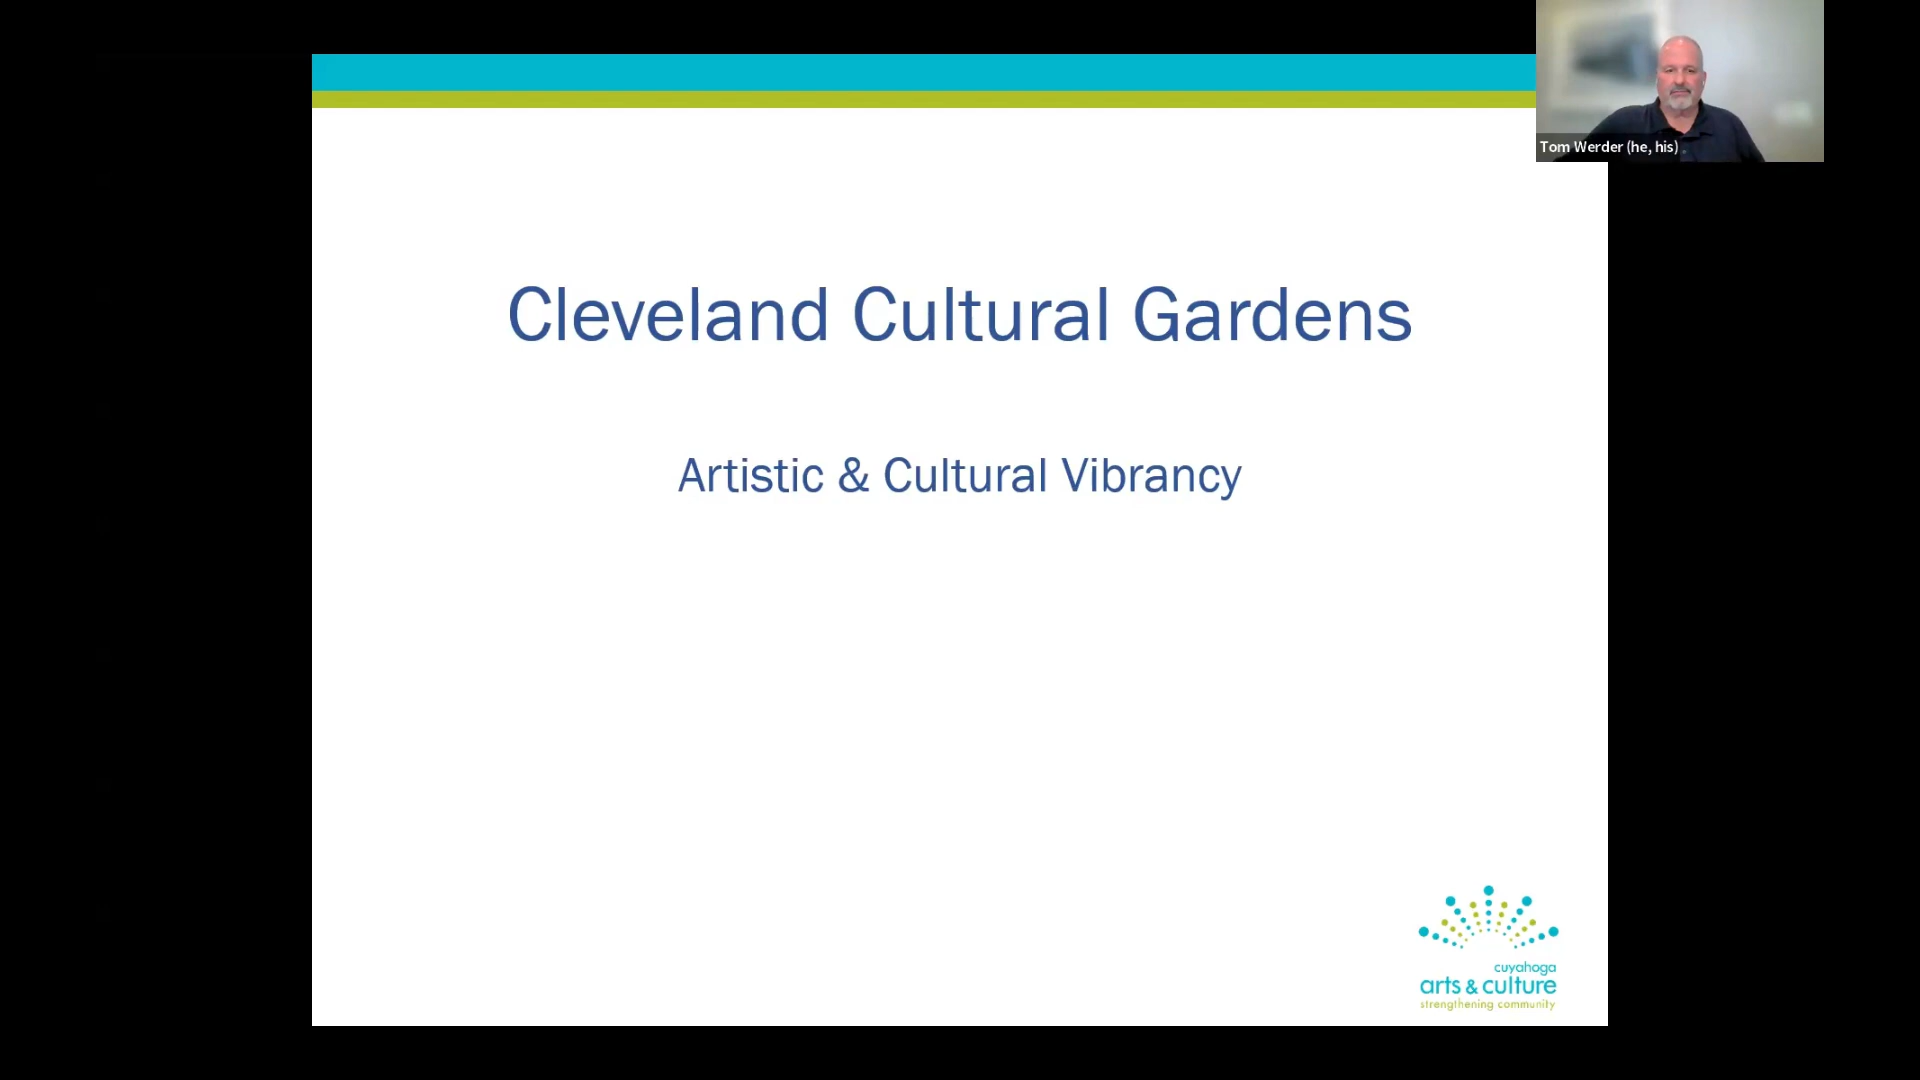 Tom Werder (he, his)
Cleveland Cultural Gardens
Artistic & Cultural Vibrancy
cuyahoga
arts & culture
strengthening community